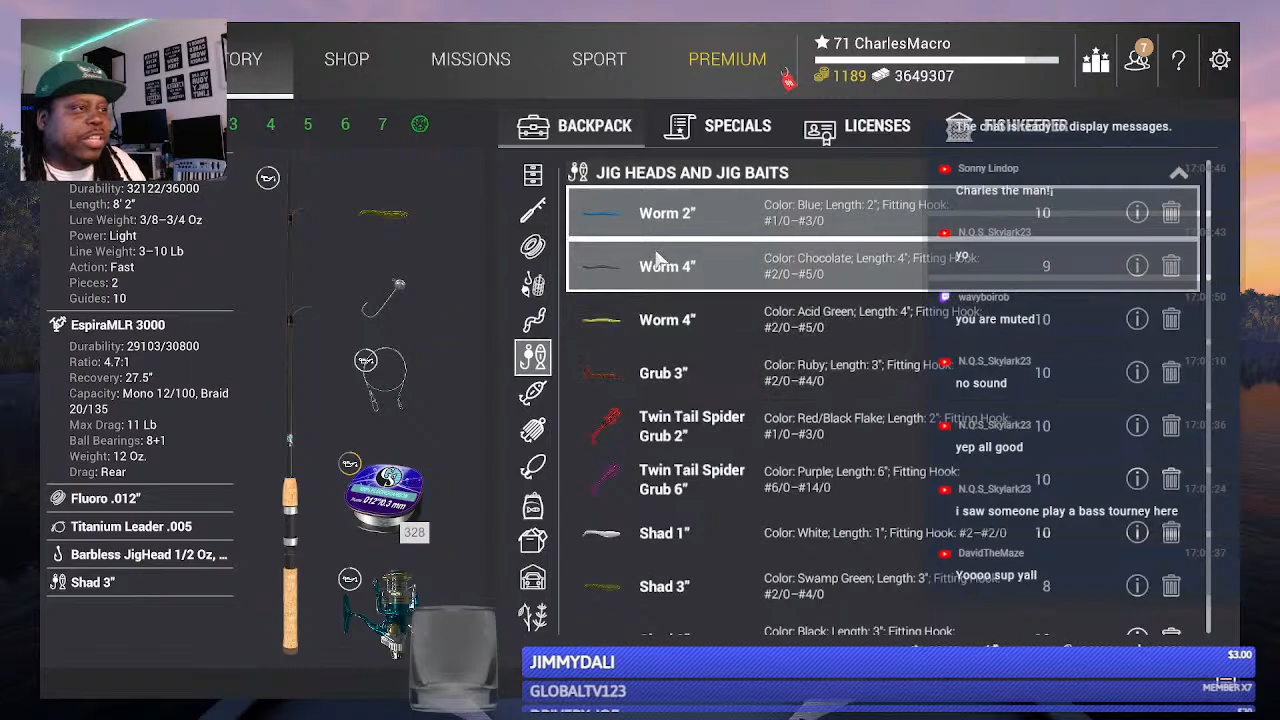 ORY
SHOP
MISSIONS
SPORT
PREMIUM
71 CharlesMacro
1189
3649307
7
?
3
4
5
6
7
BACKPACK
SPECIALS
LICENSES
The chat is ready to display messages.
Durability: 32122/36000
Length: 8' 2"
Lure Weight: 3/8–3/4 Oz
Power: Light
Line Weight: 3–10 Lb
Action: Fast
Pieces: 2
Guides: 10
EspiraMLR 3000
Durability: 29103/30800
Ratio: 4.7:1
Recovery: 27.5"
Capacity: Mono 12/100, Braid
20/135
Max Drag: 11 Lb
Ball Bearings: 8+1
Weight: 12 Oz.
Drag: Rear
Fluoro .012"
Titanium Leader .005
Barbless JigHead 1/2 Oz, ...
Shad 3"
328
JIG HEADS AND JIG BAITS
Worm 2"
Color: Blue; Length: 2"; Fitting Hook:
#1/0–#3/0
10
Worm 4"
Color: Chocolate; Length: 4"; Fitting Hook:
#2/0–#5/0
9
Worm 4"
Color: Acid Green; Length: 4"; Fitting Hook:
#2/0–#5/0
10
Grub 3"
Color: Ruby; Length: 3"; Fitting Hook:
#2/0–#4/0
10
Twin Tail Spider
Grub 2"
Color: Red/Black Flake; Length: 2"; Fitting Hook:
#1/0–#3/0
10
Twin Tail Spider
Grub 6"
Color: Purple; Length: 6"; Fitting Hook:
#6/0–#14/0
10
Shad 1"
Color: White; Length: 1"; Fitting Hook: #2–#2/0
10
Shad 3"
Color: Swamp Green; Length: 3"; Fitting Hook:
#2/0–#4/0
8
Sonny Lindop
Charles the man!¡
N.Q.S_Skylark23
yo
wavyboirob
you are muted
N.Q.S_Skylark23
no sound
N.Q.S_Skylark23
yep all good
N.Q.S_Skylark23
i saw someone play a bass tourney here
DavidTheMaze
Yoooo sup yall
JIMMYDALI
$3.00
GLOBALTV123
MEMBER X7